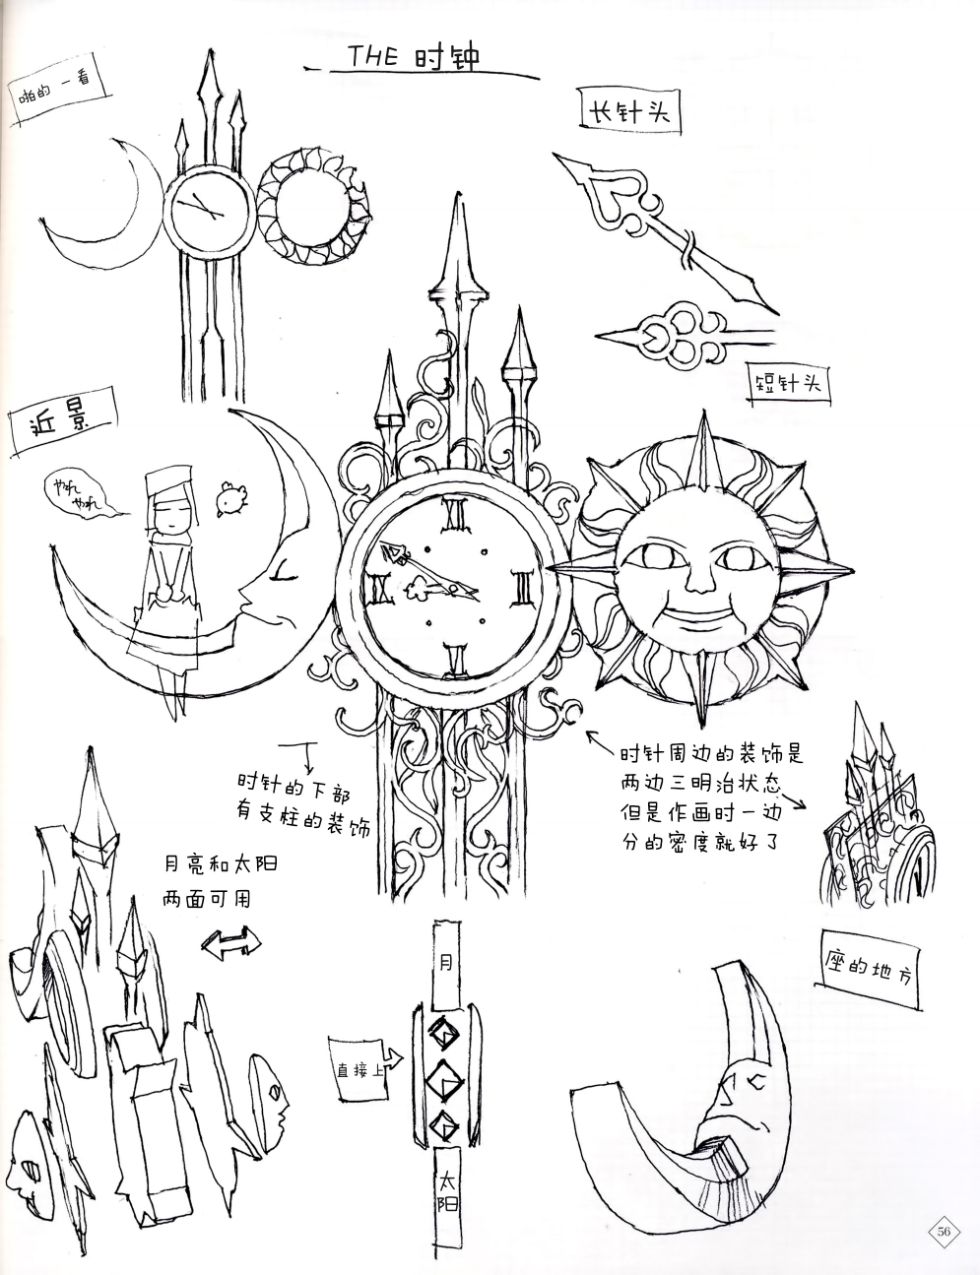 THE 时钟
啪的一看
长针头
短针头
近景
やれ
やれ
XII
IX
III
VI
时针周边的装饰是
两边三明治状态
但是作画时一边
分的密度就好了
时针的下部
有支柱的装饰
月亮和太阳
两面可用
座的地方
月
直接上
太
阳
56